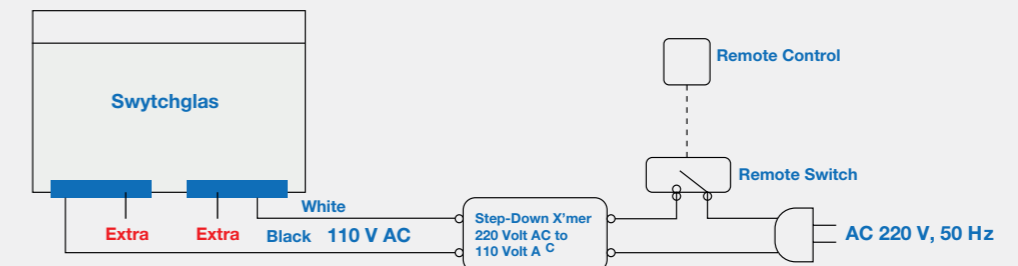 Remote Control
Swytchglas
Remote Switch
White
Extra
Extra
Black 110 V AC
Step-Down X'mer
220 Volt AC to
110 Volt A C
AC 220 V, 50 Hz